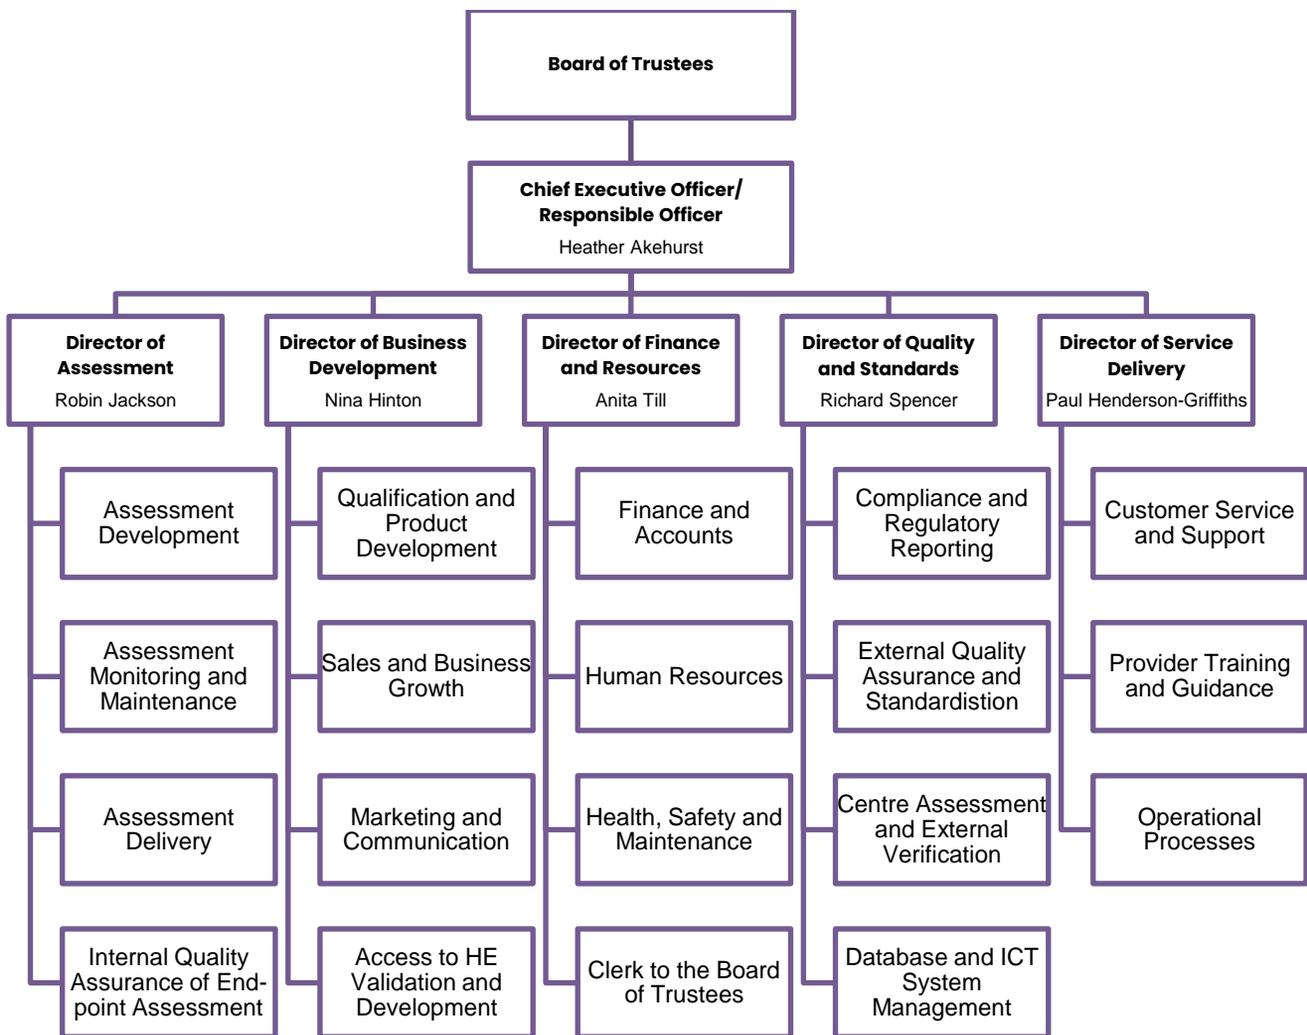 Board of Trustees
Chief Executive Officer/
Responsible Officer
Heather Akehurst
Director of
Assessment
Robin Jackson
Director of Business
Development
Nina Hinton
Director of Finance
and Resources
Anita Till
Director of Quality
and Standards
Richard Spencer
Director of Service
Delivery
Paul Henderson-Griffiths
Assessment
Development
Assessment
Monitoring and
Maintenance
Assessment
Delivery
Internal Quality
Assurance of End-
point Assessment
Qualification and
Product
Development
Sales and Business
Growth
Marketing and
Communication
Access to HE
Validation and
Development
Finance and
Accounts
Human Resources
Health, Safety and
Maintenance
Clerk to the Board
of Trustees
Compliance and
Regulatory
Reporting
External Quality
Assurance and
Standardistion
Centre Assessment
and External
Verification
Database and ICT
System
Management
Customer Service
and Support
Provider Training
and Guidance
Operational
Processes